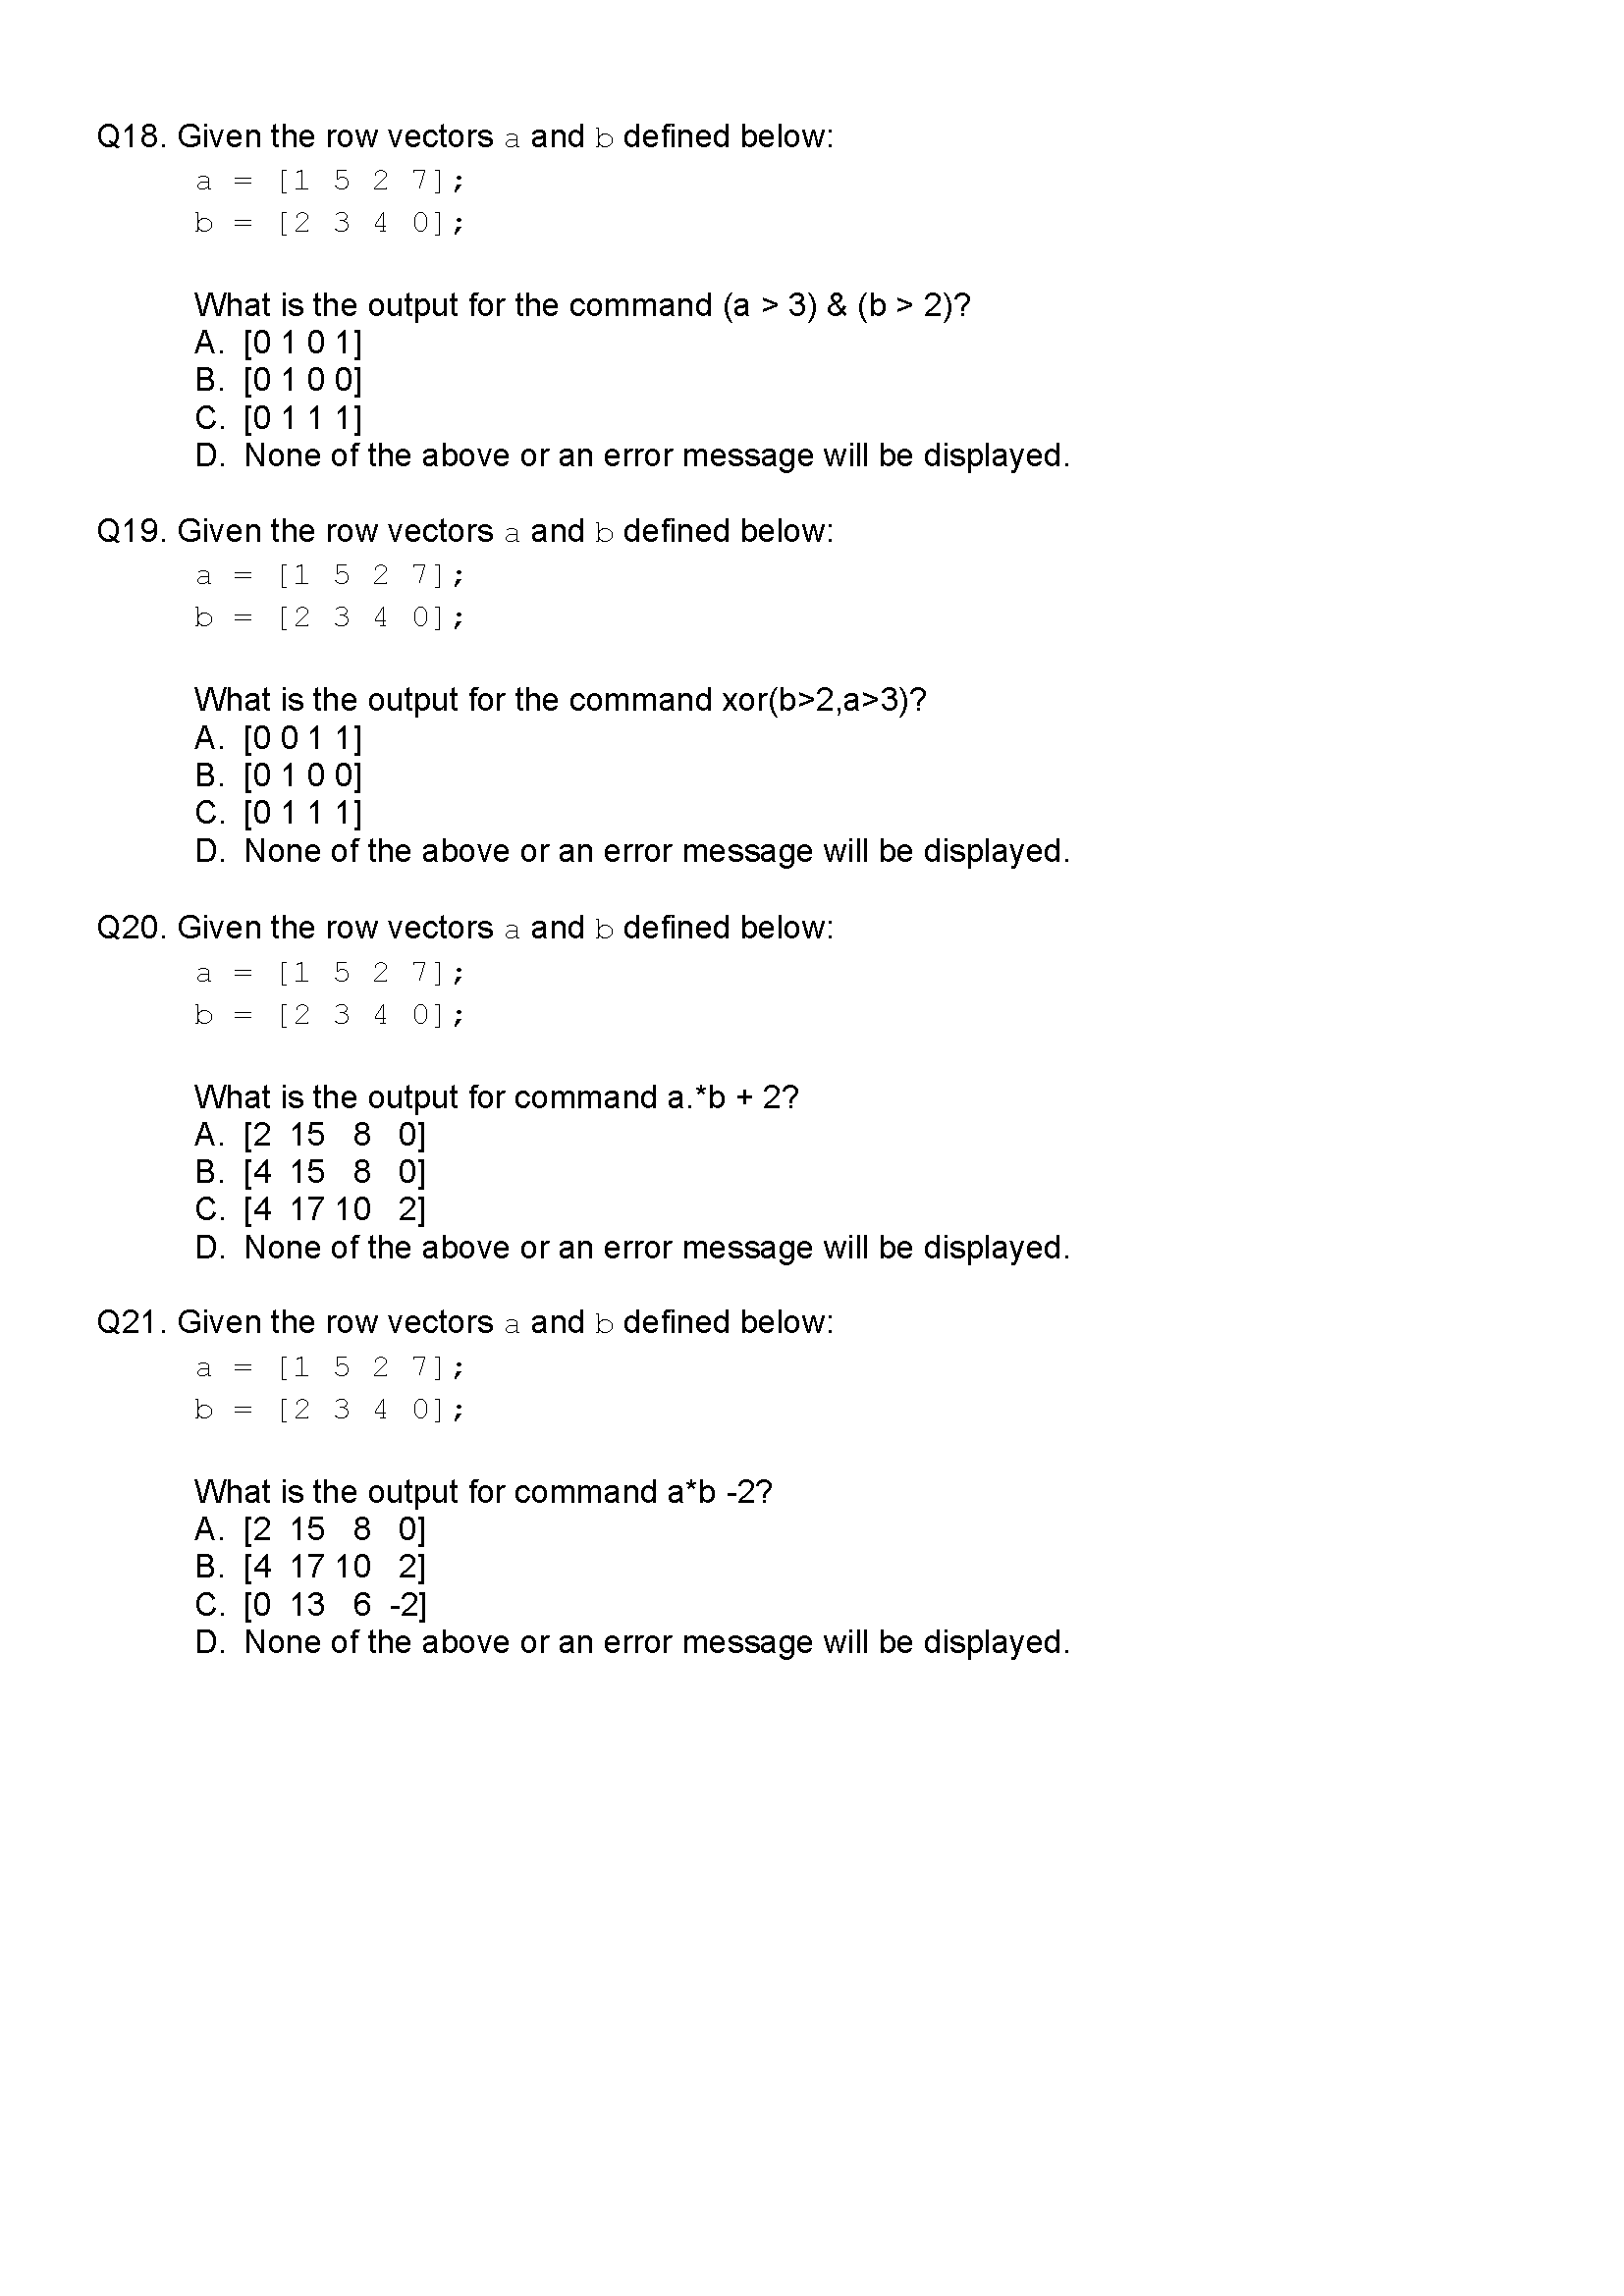 Q18. Given the row vectors a and b defined below:
a = [1 5 2 7];
b = [2 3 4 0];
What is the output for the command (a > 3) & (b > 2)?
A. [0 1 0 1]
B. [0 1 0 0]
C. [0 1 1 1]
D. None of the above or an error message will be displayed.
Q19. Given the row vectors a and b defined below:
a = [1 5 2 7];
b = [2 3 4 0];
What is the output for the command xor(b>2,a>3)?
A. [0 0 1 1]
B. [0 1 0 0]
C. [0 1 1 1]
D. None of the above or an error message will be displayed.
Q20. Given the row vectors a and b defined below:
a = [1 5 2 7];
b = [2 3 4 0];
What is the output for command a.*b + 2?
A. [2 15 8 0]
B. [4 15 8 0]
C. [4 17 10 2]
D. None of the above or an error message will be displayed.
Q21. Given the row vectors a and b defined below:
a = [1 5 2 7];
b = [2 3 4 0];
What is the output for command a*b -2?
A. [2 15 8 0]
B. [4 17 10 2]
C. [0 13 6 -2]
D. None of the above or an error message will be displayed.